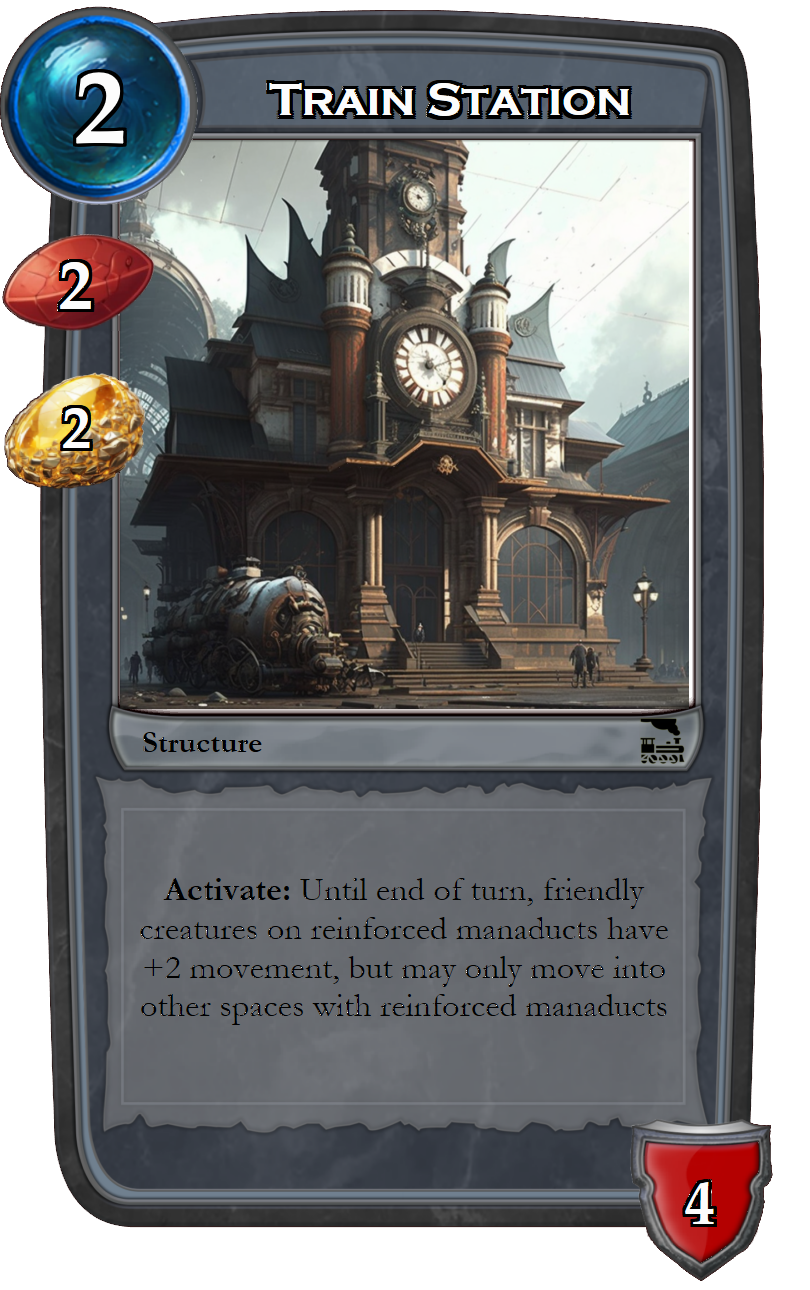 2
Train Station
2
2
Structure
Activate: Until end of turn, friendly
creatures on reinforced manaducts have
+2 movement, but may only move into
other spaces with reinforced manaducts
4